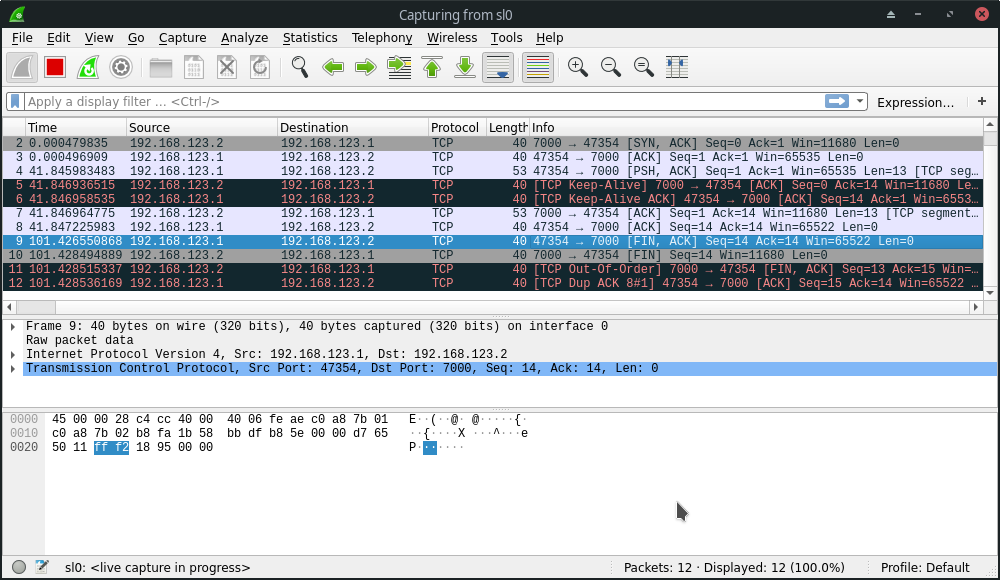 Capturing from sl0
File Edit View Go Capture Analyze Statistics Telephony Wireless Tools Help
Apply a display filter … <Ctrl-/> Expression… +
Time Source Destination Protocol Length Info
2 0.000479835 192.168.123.2 192.168.123.1 TCP 40 7000 → 47354 [SYN, ACK] Seq=0 Ack=1 Win=11680 Len=0
3 0.000496909 192.168.123.1 192.168.123.2 TCP 40 47354 → 7000 [ACK] Seq=1 Ack=1 Win=65535 Len=0
4 41.845983483 192.168.123.1 192.168.123.2 TCP 53 47354 → 7000 [PSH, ACK] Seq=1 Ack=1 Win=65535 Len=13 [TCP seg…
5 41.846936515 192.168.123.2 192.168.123.1 TCP 40 [TCP Keep-Alive] 7000 → 47354 [ACK] Seq=0 Ack=14 Win=11680 Le…
6 41.846958535 192.168.123.1 192.168.123.2 TCP 40 [TCP Keep-Alive ACK] 47354 → 7000 [ACK] Seq=14 Ack=1 Win=6553…
7 41.846964775 192.168.123.2 192.168.123.1 TCP 53 7000 → 47354 [ACK] Seq=1 Ack=14 Win=11680 Len=13 [TCP segment…
8 41.847225983 192.168.123.1 192.168.123.2 TCP 40 47354 → 7000 [ACK] Seq=14 Ack=14 Win=65522 Len=0
9 101.426550868 192.168.123.1 192.168.123.2 TCP 40 47354 → 7000 [FIN, ACK] Seq=14 Ack=14 Win=65522 Len=0
10 101.428494889 192.168.123.2 192.168.123.1 TCP 40 7000 → 47354 [FIN] Seq=14 Win=11680 Len=0
11 101.428515337 192.168.123.2 192.168.123.1 TCP 40 [TCP Out-Of-Order] 7000 → 47354 [FIN, ACK] Seq=13 Ack=15 Win=…
12 101.428536169 192.168.123.1 192.168.123.2 TCP 40 [TCP Dup ACK 8#1] 47354 → 7000 [ACK] Seq=15 Ack=14 Win=65522 …
Frame 9: 40 bytes on wire (320 bits), 40 bytes captured (320 bits) on interface 0
Raw packet data
Internet Protocol Version 4, Src: 192.168.123.1, Dst: 192.168.123.2
Transmission Control Protocol, Src Port: 47354, Dst Port: 7000, Seq: 14, Ack: 14, Len: 0
0000 45 00 00 28 c4 cc 40 00 40 06 fe ae c0 a8 7b 01 E··(··@· @·····{·
0010 c0 a8 7b 02 b8 fa 1b 58 bb df b8 5e 00 00 d7 65 ··{····X ···^···e
0020 50 11 ff f2 18 95 00 00 P·······
sl0: <live capture in progress> Packets: 12 · Displayed: 12 (100.0%) Profile: Default